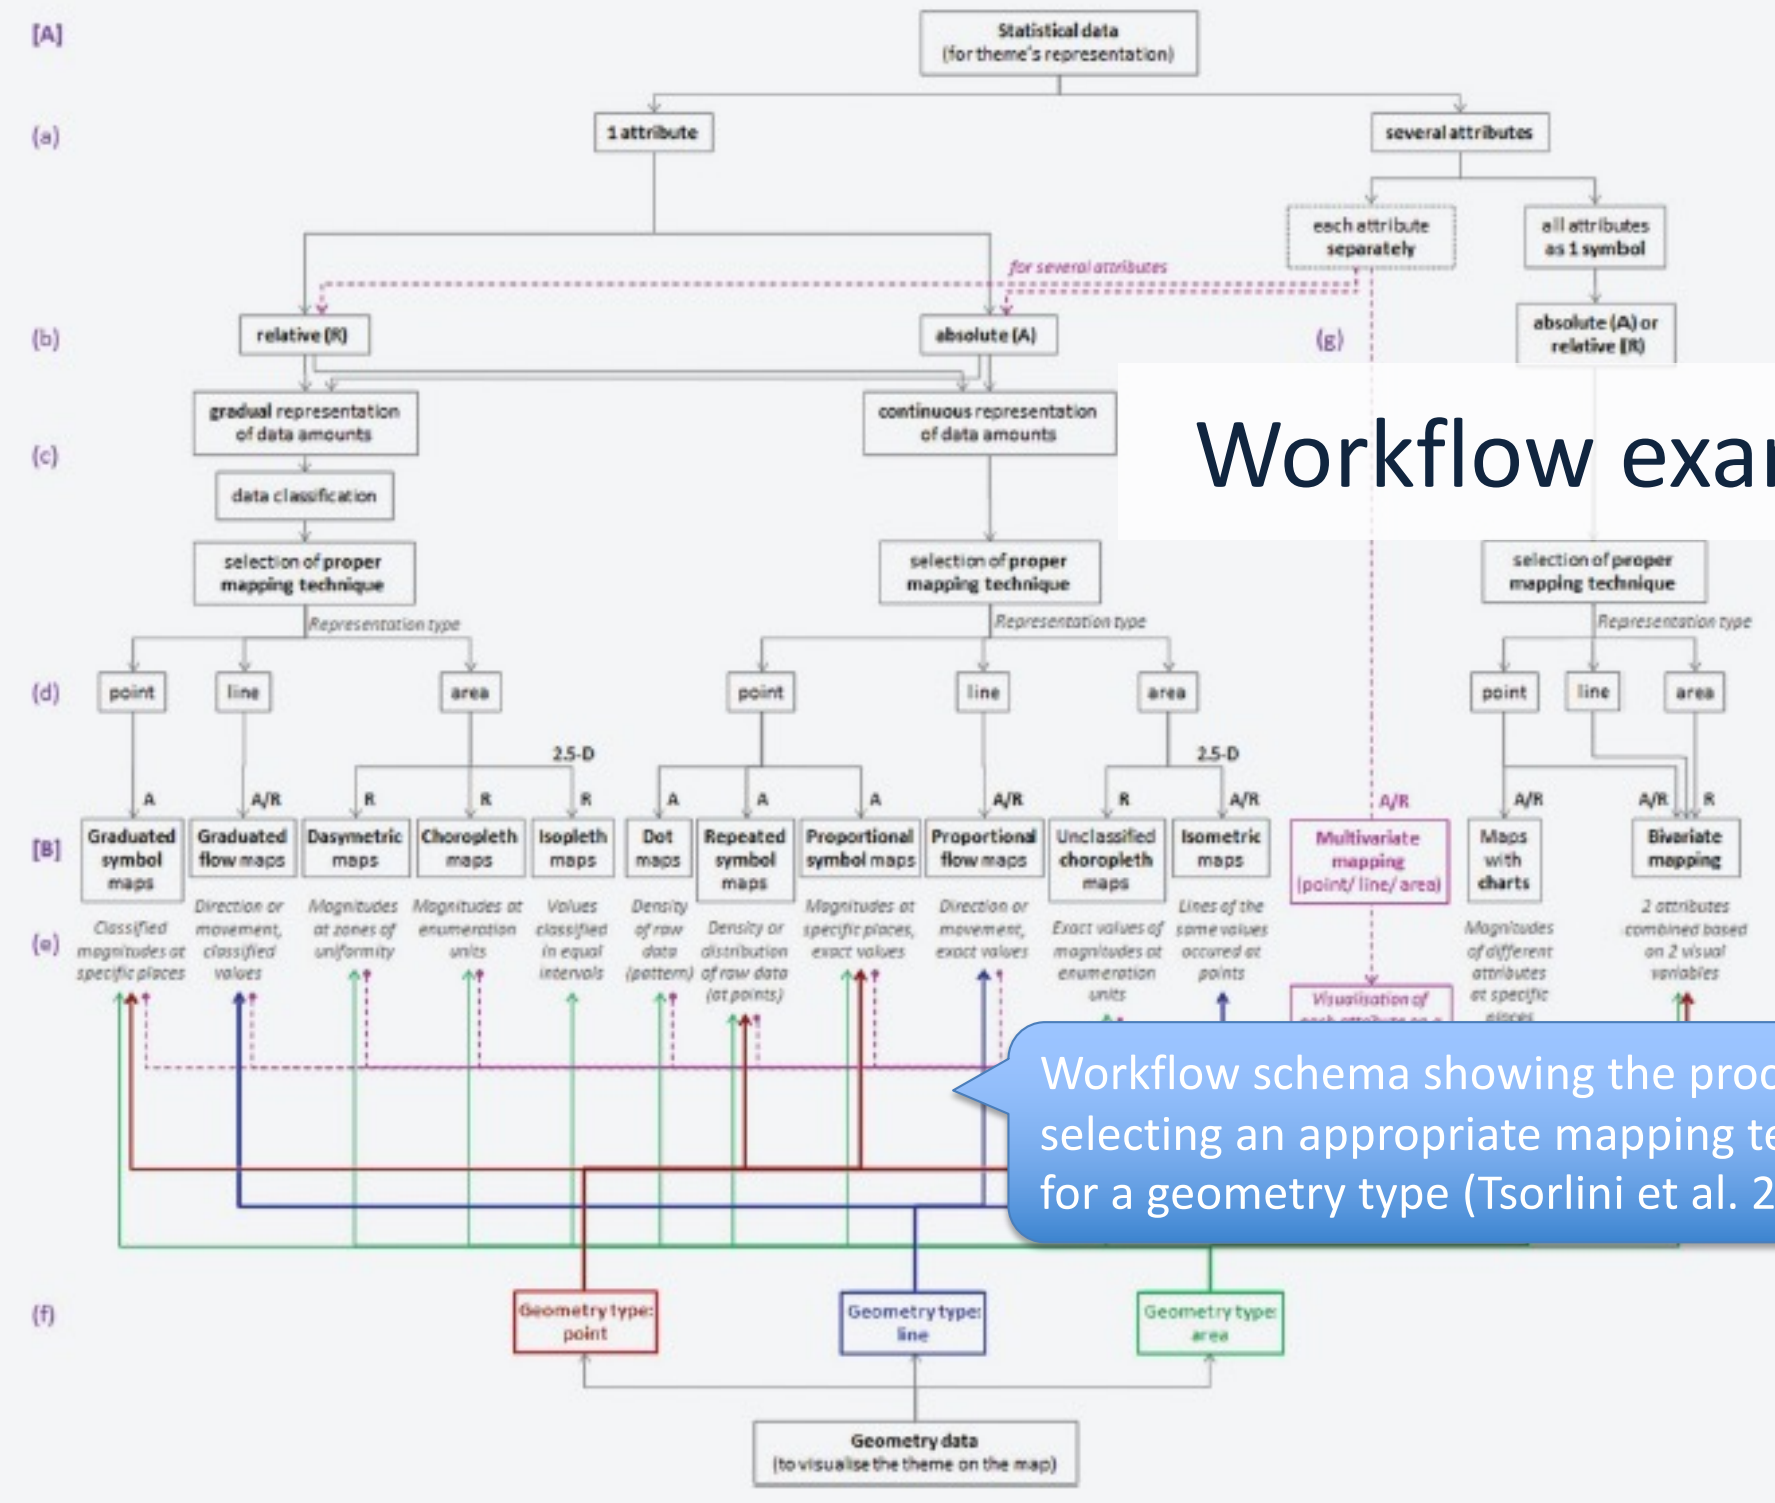 [A]
Statistical data
(for theme's representation)
(a)
1 attribute
several attributes
each attribute
separately
all attributes
as 1 symbol
for several attributes
(b)
relative (R)
absolute (A)
(g)
absolute (A) or
relative (R)
gradual representation
of data amounts
continuous representation
of data amounts
Workflow exa
(c)
data classification
selection of proper
mapping technique
selection of proper
mapping technique
selection of proper
mapping technique
Representation type
Representation type
Representation type
(d)
point
line
area
point
line
area
point
line
area
2.5-D
2.5-D
A
A/R
R
R
R
A
A
A
A/R
R
A/R
A/R
A/R
A/R
R
[B]
Graduated
symbol
maps
Graduated
flow maps
Dasymetric
maps
Choropleth
maps
Isopleth
maps
Dot
maps
Repeated
symbol
maps
Proportional
symbol maps
Proportional
flow maps
Unclassified
choropleth
maps
Isometric
maps
Multivariate
mapping
(point/ line/ area)
Maps
with
charts
Bivariate
mapping
(e)
Classified
magnitudes at
specific places
Direction or
movement,
classified
values
Magnitudes
at zones of
uniformity
Magnitudes at
enumeration
units
Values
classified
in equal
intervals
Density
of raw
data
(pattern)
Density or
distribution
of raw data
(at points)
Magnitudes at
specific places,
exact values
Direction or
movement,
exact values
Exact values of
magnitudes at
enumeration
units
Lines of the
same values
occured at
points
Visualisation of
each attribute as a
Magnitudes
of different
attributes
at specific
places
2 attributes
combined based
on 2 visual
variables
Workflow schema showing the proc
selecting an appropriate mapping te
for a geometry type (Tsorlini et al. 2
(f)
Geometry type:
point
Geometry type:
line
Geometry type:
area
Geometry data
(to visualise the theme on the map)